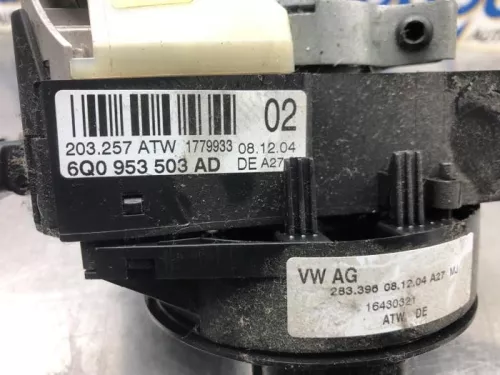 02
203.257 ATW 1779933 08.12.04
6Q0 953 503 AD DE A27
VW AG
283.396 08.12.04 A27 MJ
16430321
ATW DE